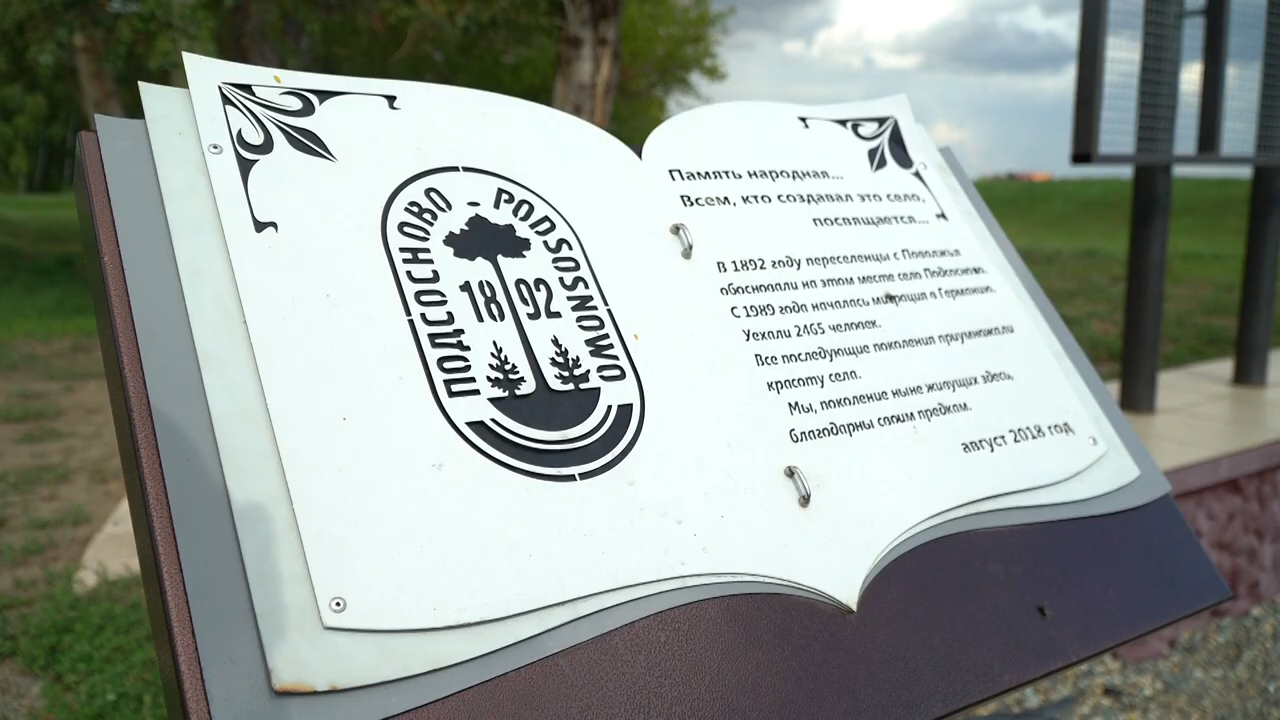 ПОДСОСНОВО - PODSOSNOWO
1892
Память народная...
Всем, кто создавал это село,
посвящается...
В 1892 году переселенцы с Поволжья
обосновали на этом месте село Подсосново.
С 1989 года началась миграция в Германию.
Уехали 2465 человек.
Все последующие поколения приумножали
красоту села.
Мы, поколение ныне живущих здесь,
благодарны своим предкам.
август 2018 год